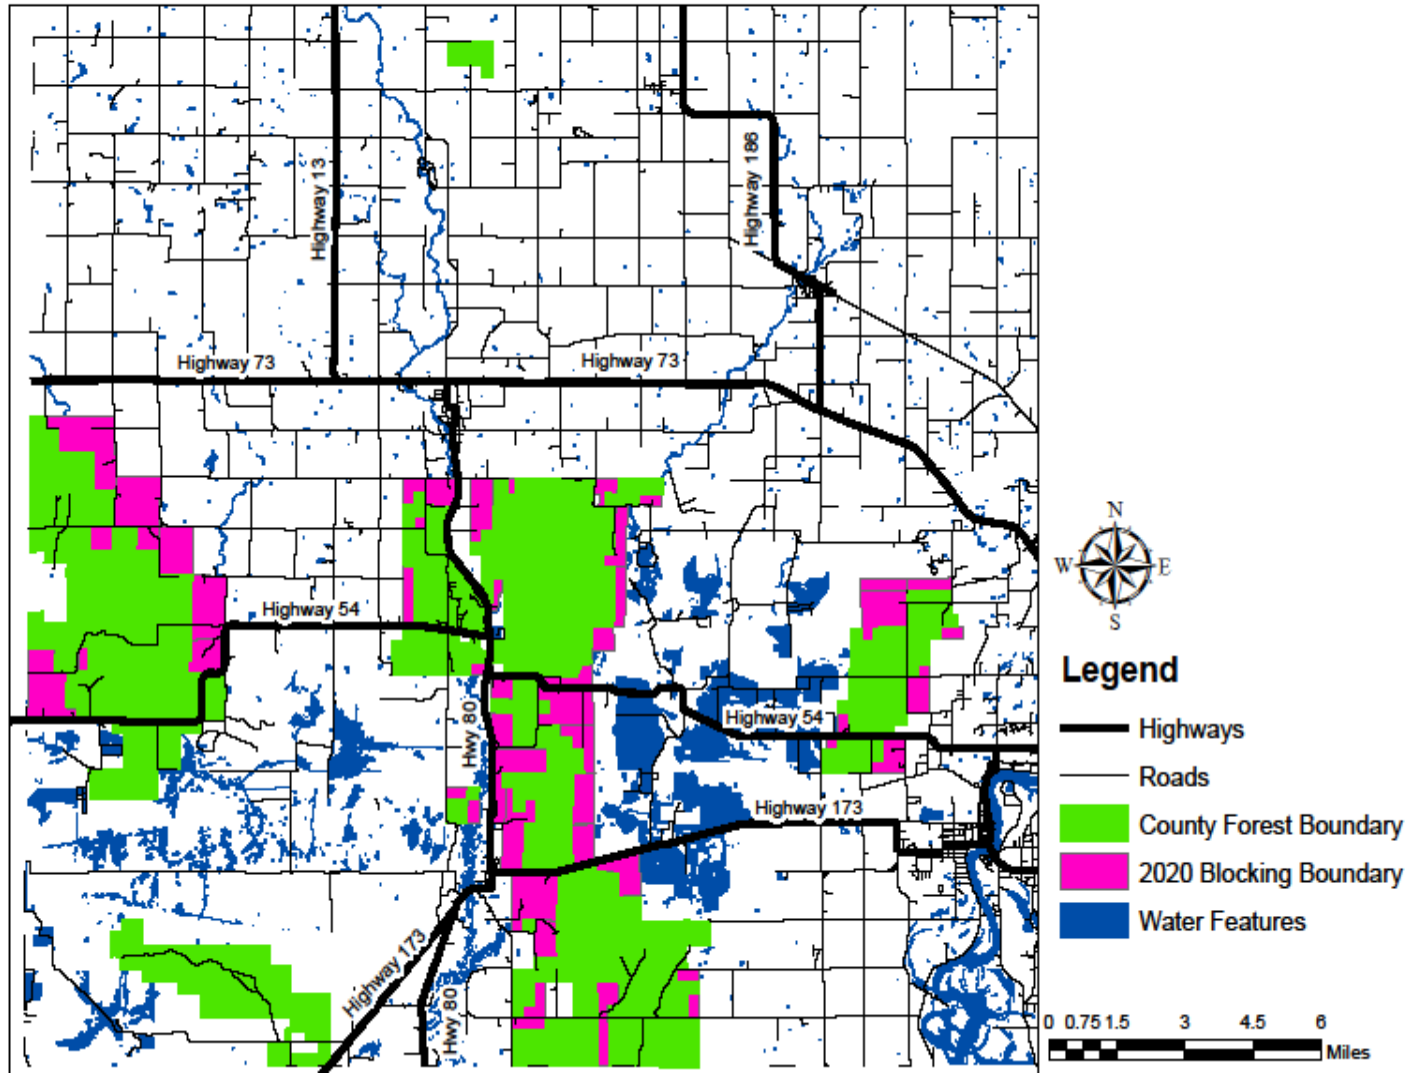 Highway 13
Highway 186
Highway 73
Highway 73
Highway 54
Hwy 80
Highway 54
Highway 173
Highway 173
Hwy 80
N
W
E
S
Legend
Highways
Roads
County Forest Boundary
2020 Blocking Boundary
Water Features
0 0.75 1.5 3 4.5 6
Miles